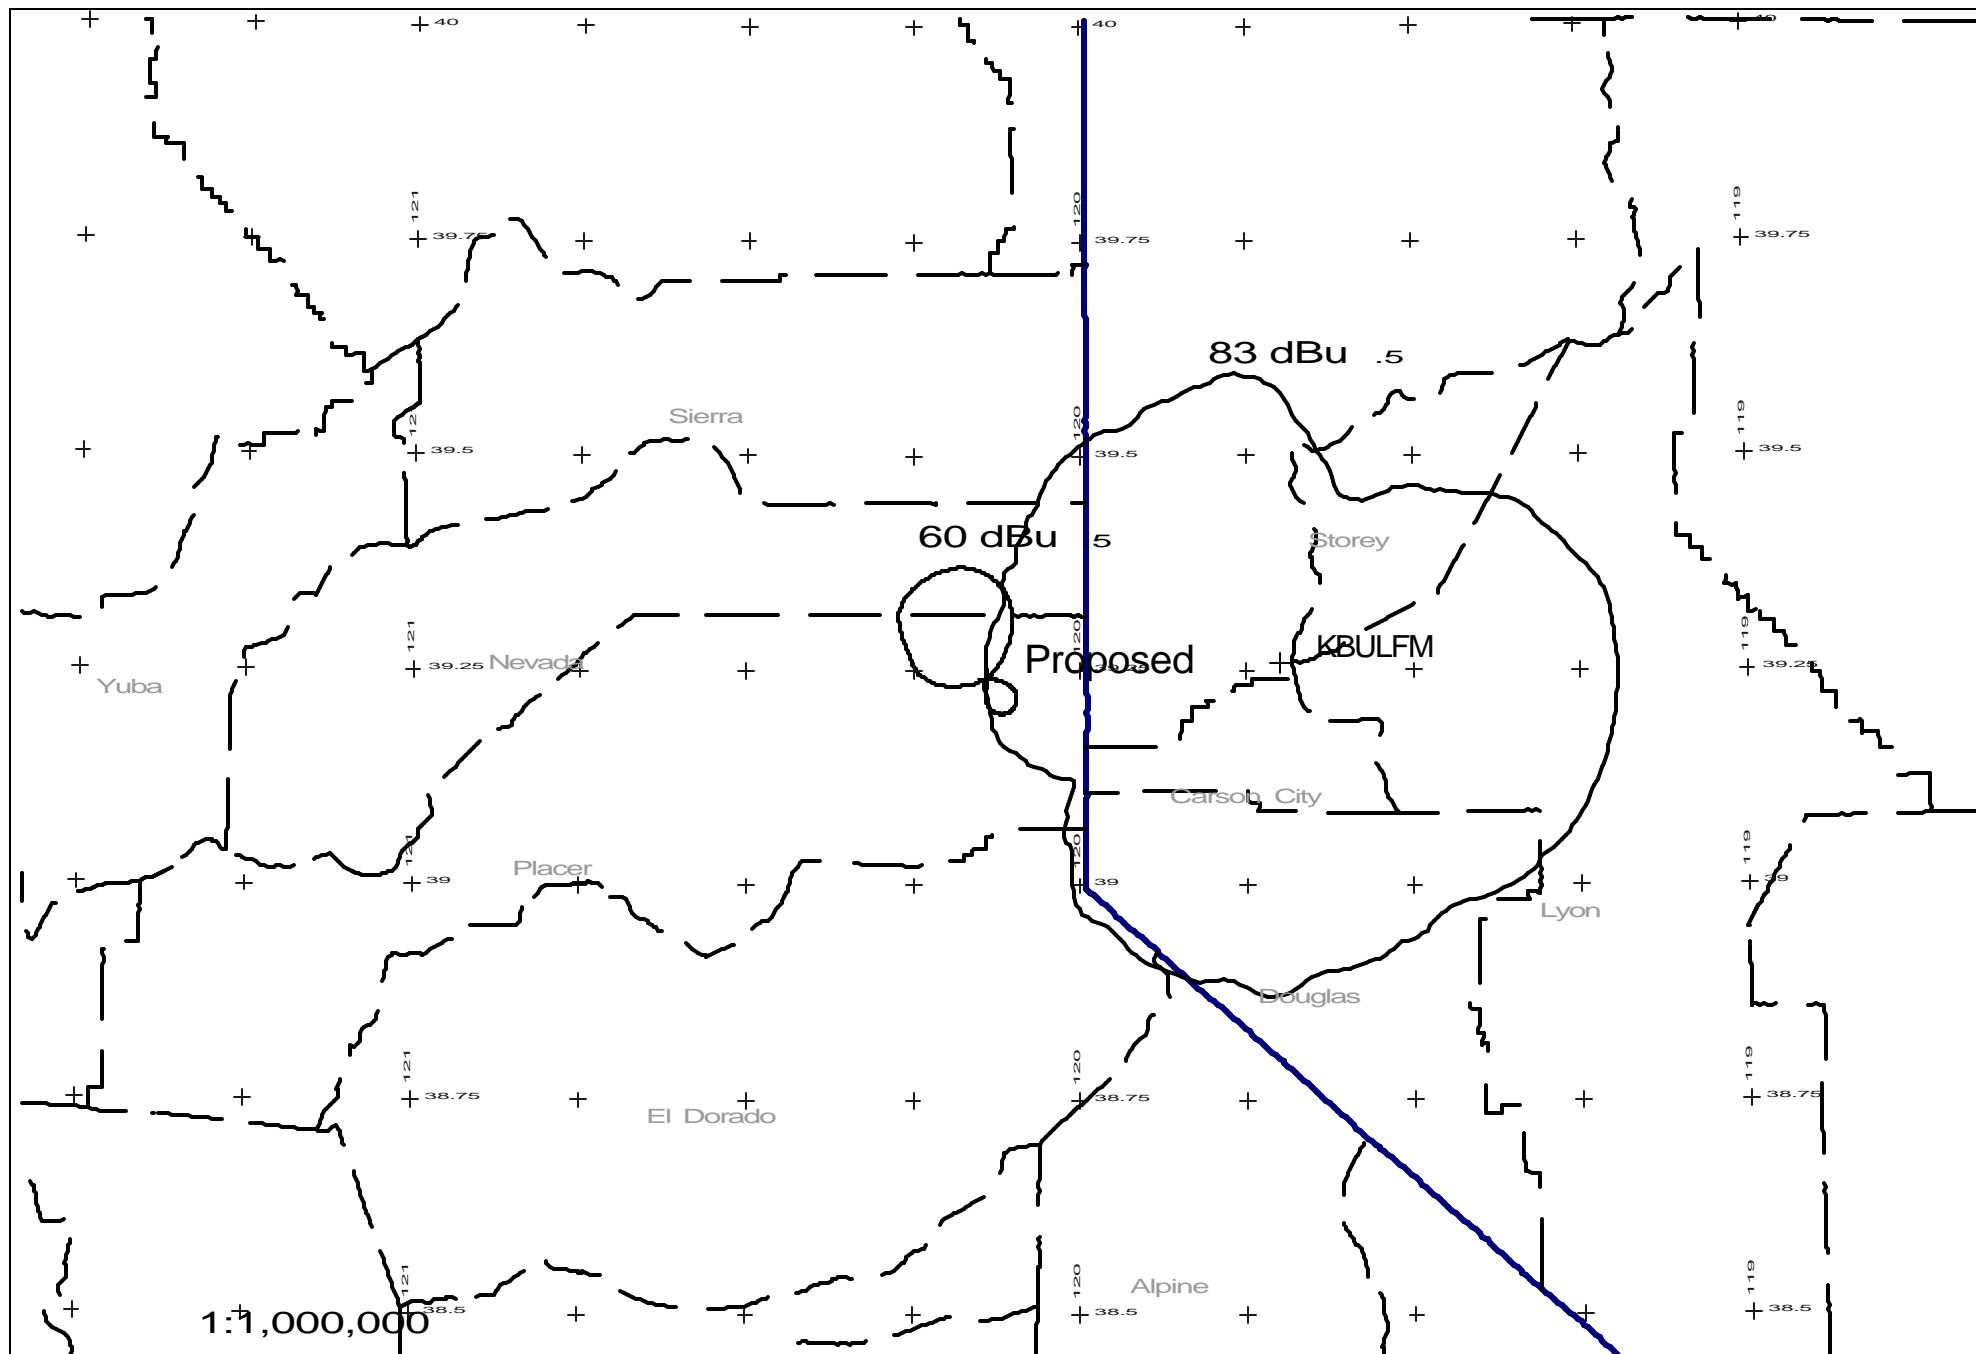 40
40
40
121
120
119
39.75
39.75
39.75
83 dBu .5
Sierra
12
120
119
39.5
39.5
39.5
60 dBu .5
Storey
121
120
119
KBULFM
Proposed
39.25
Nevada
39.25
39.25
Yuba
Carson City
121
120
119
Placer
39
39
39
Lyon
Douglas
121
120
119
38.75
38.75
38.75
El Dorado
121
120
119
Alpine
38.5
38.5
38.5
1:1,000,000